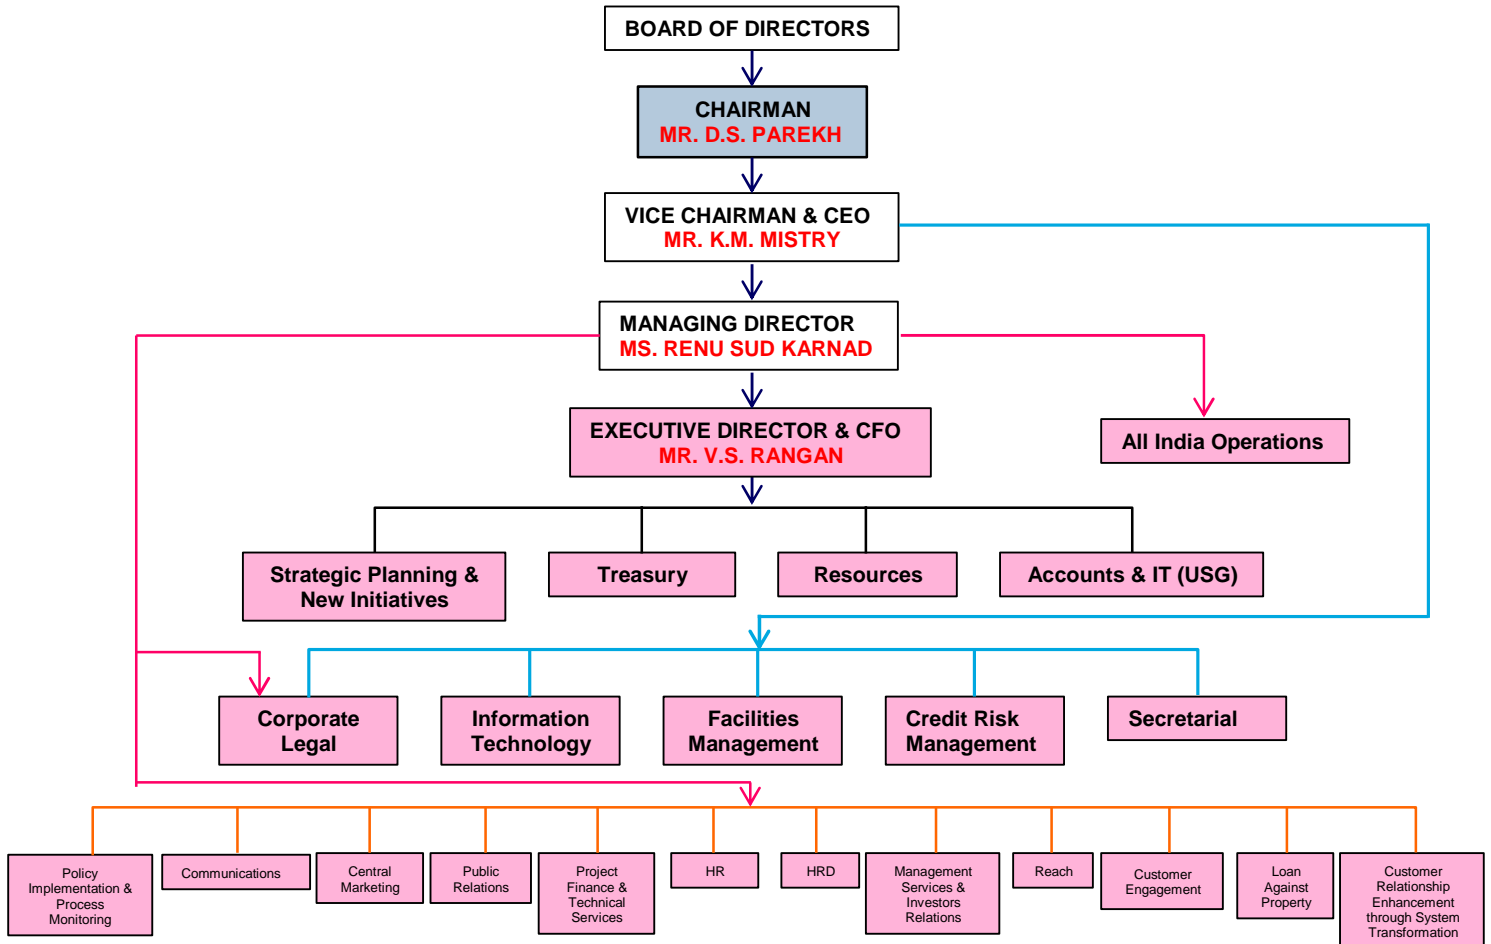 BOARD OF DIRECTORS
CHAIRMAN
MR. D.S. PAREKH
VICE CHAIRMAN & CEO
MR. K.M. MISTRY
MANAGING DIRECTOR
MS. RENU SUD KARNAD
EXECUTIVE DIRECTOR & CFO
MR. V.S. RANGAN
All India Operations
Strategic Planning &
New Initiatives
Treasury
Resources
Accounts & IT (USG)
Corporate
Legal
Information
Technology
Facilities
Management
Credit Risk
Management
Secretarial
Policy
Implementation &
Process
Monitoring
Communications
Central
Marketing
Public
Relations
Project
Finance &
Technical
Services
HR
HRD
Management
Services &
Investors
Relations
Reach
Customer
Engagement
Loan
Against
Property
Customer
Relationship
Enhancement
through System
Transformation